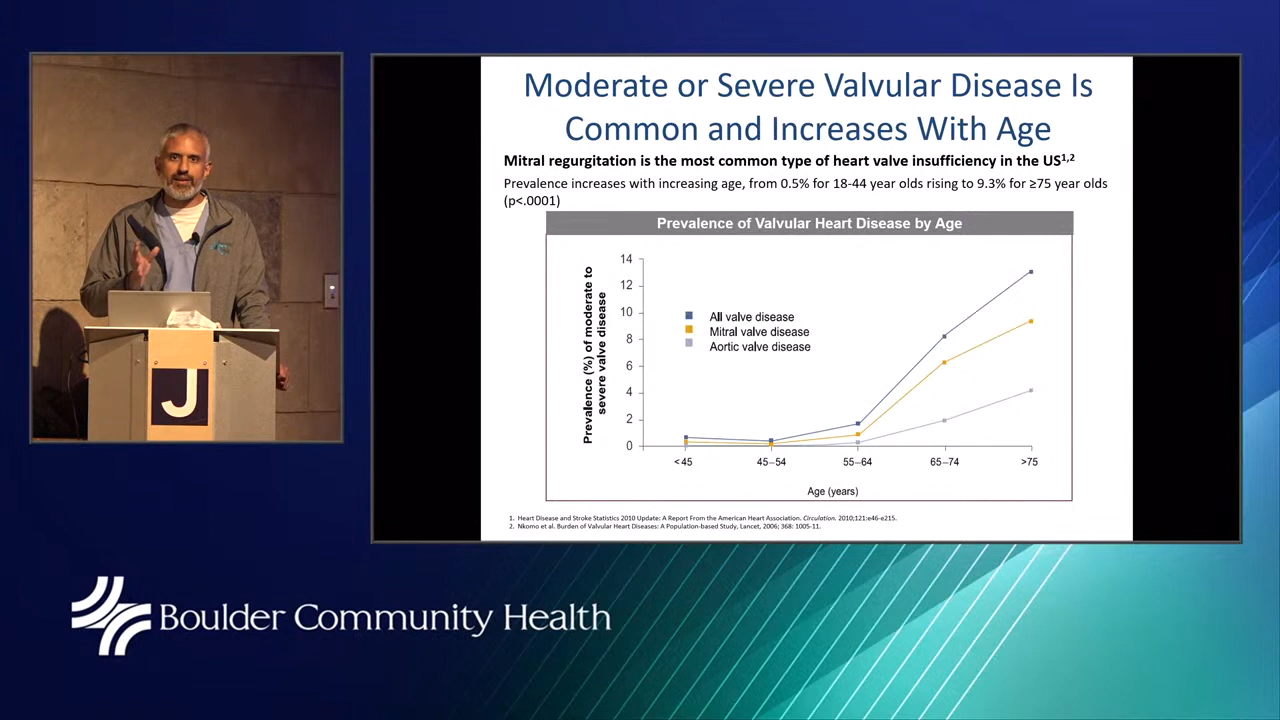 Moderate or Severe Valvular Disease Is
Common and Increases With Age
Mitral regurgitation is the most common type of heart valve insufficiency in the US1,2
Prevalence increases with increasing age, from 0.5% for 18-44 year olds rising to 9.3% for ≥75 year olds
(p<.0001)
Prevalence of Valvular Heart Disease by Age
Prevalence (%) of moderate to
severe valve disease
14
12
10
8
6
4
2
0
All valve disease
Mitral valve disease
Aortic valve disease
<45
45–54
55–64
65–74
>75
Age (years)
1. Heart Disease and Stroke Statistics 2010 Update: A Report From the American Heart Association. Circulation. 2010;121:e46-e215.
2. Nkomo et al. Burden of Valvular Heart Diseases: A Population-based Study, Lancet, 2006; 368: 1005-11.
J
Boulder Community Health